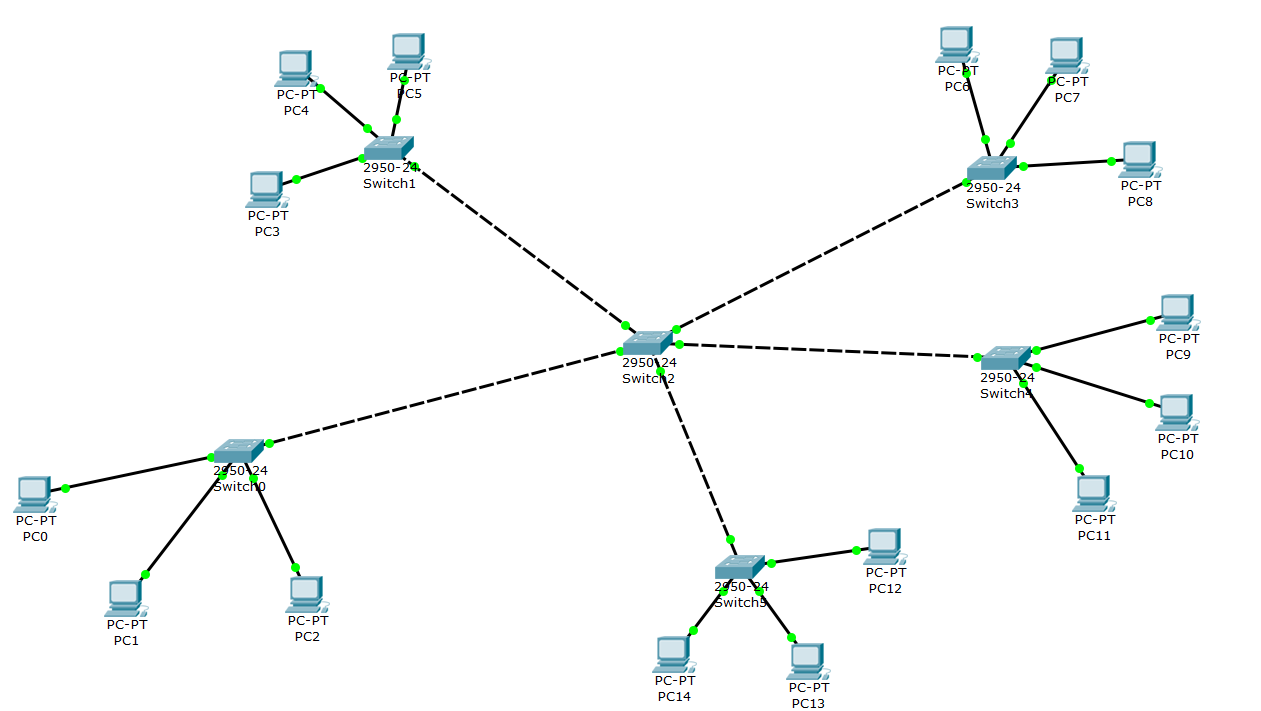 PC-PT
PC4
PC-PT
PC5
PC-PT
PC3
2950-24
Switch1
PC-PT
PC6
PC-PT
PC7
PC-PT
PC8
2950-24
Switch3
2950-24
Switch2
2950-24
Switch4
PC-PT
PC9
PC-PT
PC10
PC-PT
PC11
2950-24
Switch0
PC-PT
PC0
PC-PT
PC1
PC-PT
PC2
2950-24
Switch5
PC-PT
PC12
PC-PT
PC14
PC-PT
PC13